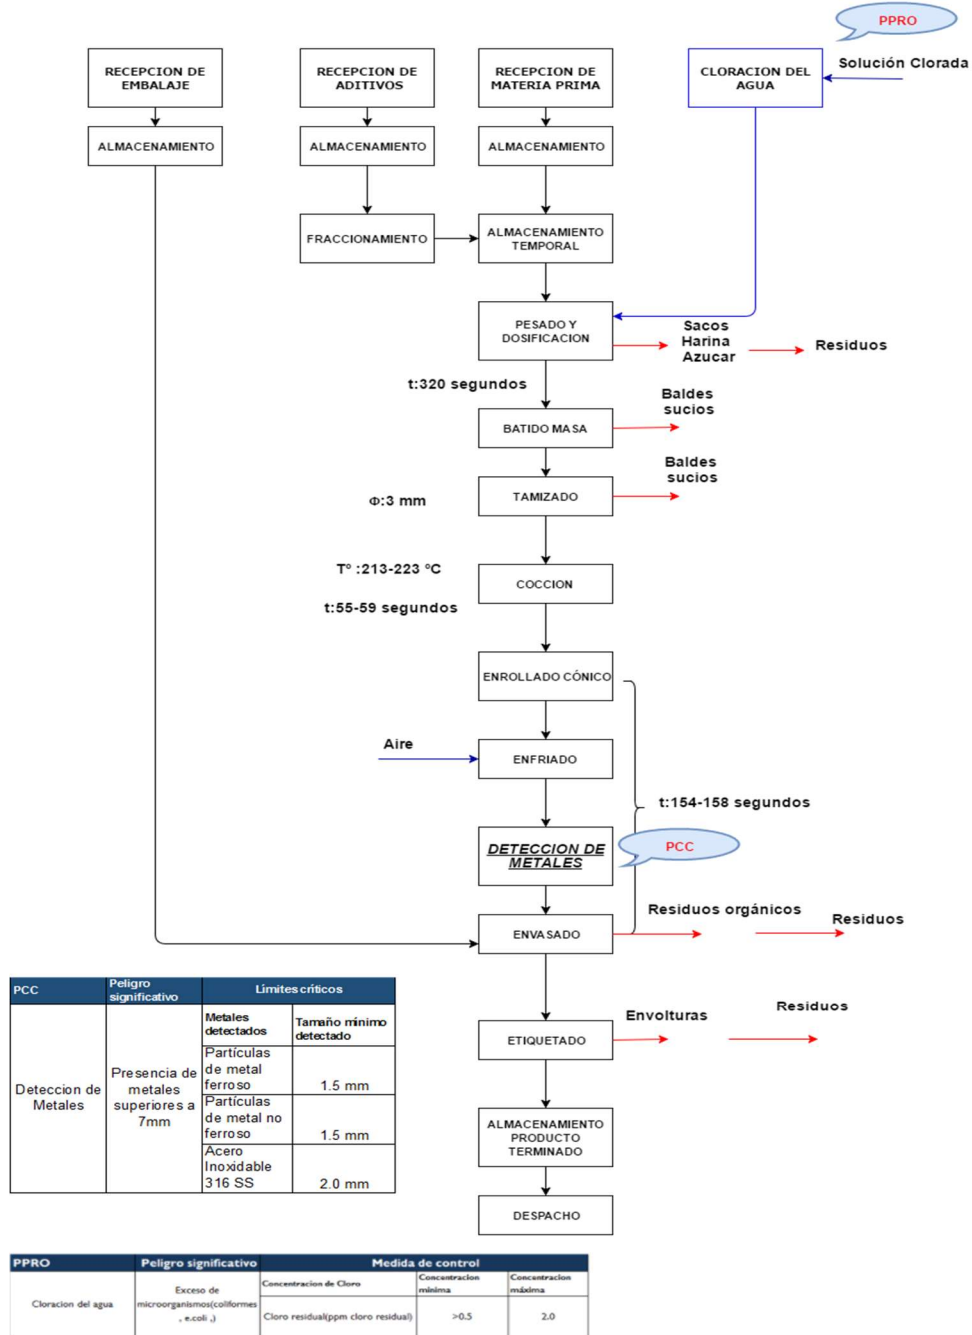 PPRO
RECEPCION DE
EMBALAJE
RECEPCION DE
ADITIVOS
RECEPCION DE
MATERIA PRIMA
CLORACION DEL
AGUA
Solución Clorada
ALMACENAMIENTO
ALMACENAMIENTO
ALMACENAMIENTO
FRACCIONAMIENTO
ALMACENAMIENTO
TEMPORAL
PESADO Y
DOSIFICACION
Sacos
Harina
Azucar
Residuos
t:320 segundos
BATIDO MASA
Baldes
sucios
TAMIZADO
Baldes
sucios
Φ:3 mm
Tº :213-223 ºC
t:55-59 segundos
COCCION
ENROLLADO CÓNICO
Aire
ENFRIADO
t:154-158 segundos
DETECCION DE
METALES
PCC
ENVASADO
Residuos orgánicos
Residuos
ETIQUETADO
Envolturas
Residuos
ALMACENAMIENTO
PRODUCTO
TERMINADO
DESPACHO
PCC
Peligro
significativo
Límites críticos
Metales
detectados
Tamaño mínimo
detectado
Deteccion de
Metales
Presencia de
metales
superiores a
7mm
Partículas
de metal
ferroso
1.5 mm
Partículas
de metal no
ferroso
1.5 mm
Acero
Inoxidable
316 SS
2.0 mm
PPRO
Peligro significativo
Medida de control
Cloracion del agua
Exceso de
microorganismos(coliformes
, e.coli ,)
Concentracion de Cloro
Concentracion
minima
Concentracion
máxima
Cloro residual(ppm cloro residual)
>0.5
2.0